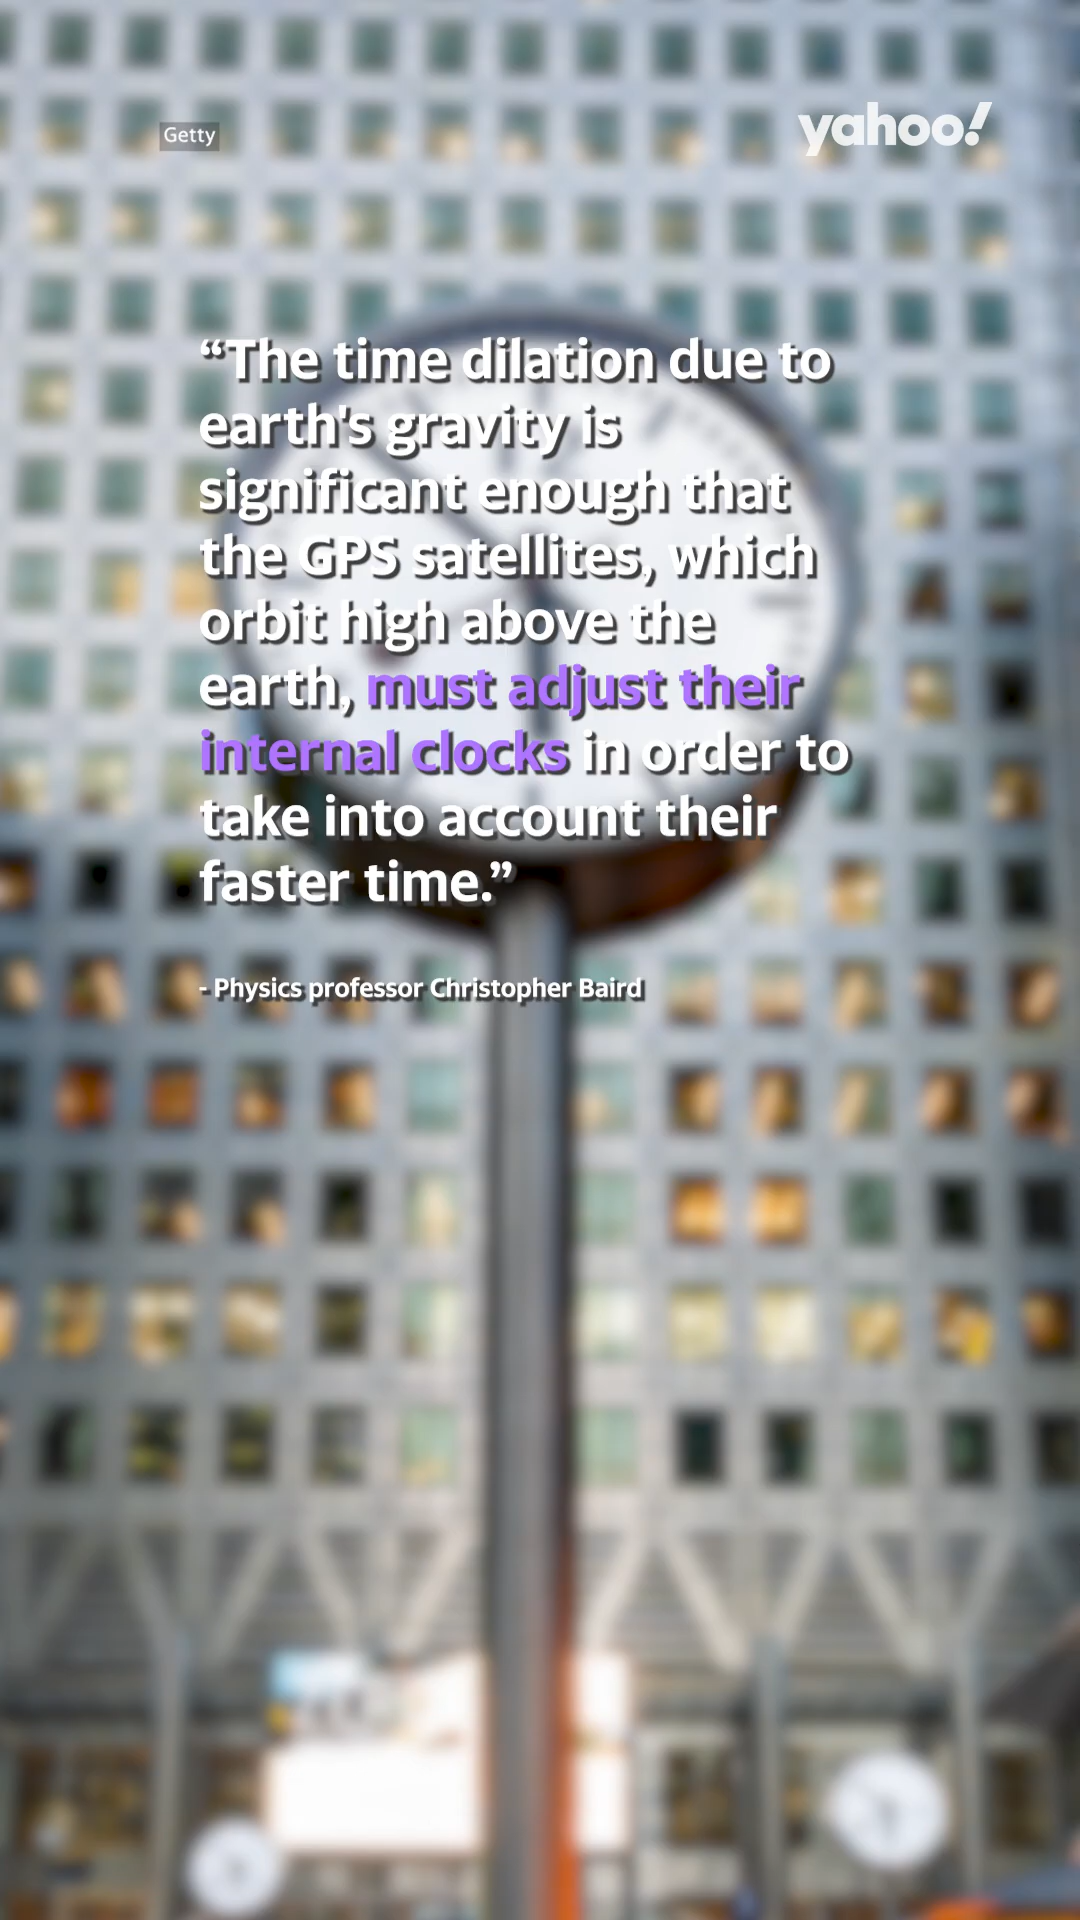 Getty
yahoo!
“The time dilation due to
earth's gravity is
significant enough that
the GPS satellites, which
orbit high above the
earth, must adjust their
internal clocks in order to
take into account their
faster time.”
- Physics professor Christopher Baird